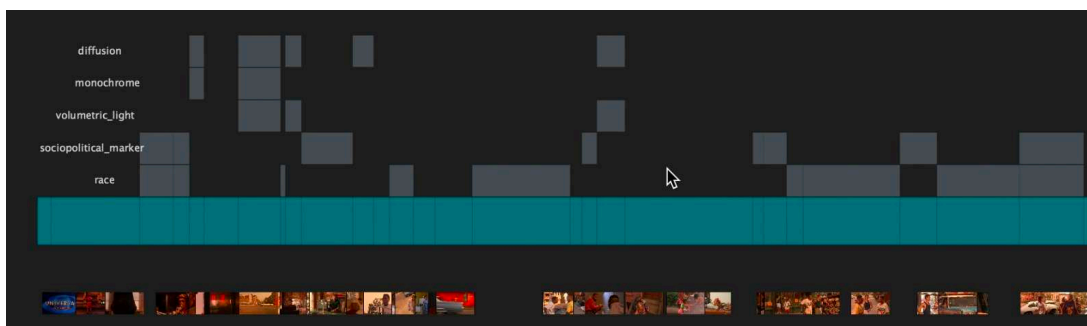 diffusion
monochrome
volumetric_light
sociopolitical_marker
race